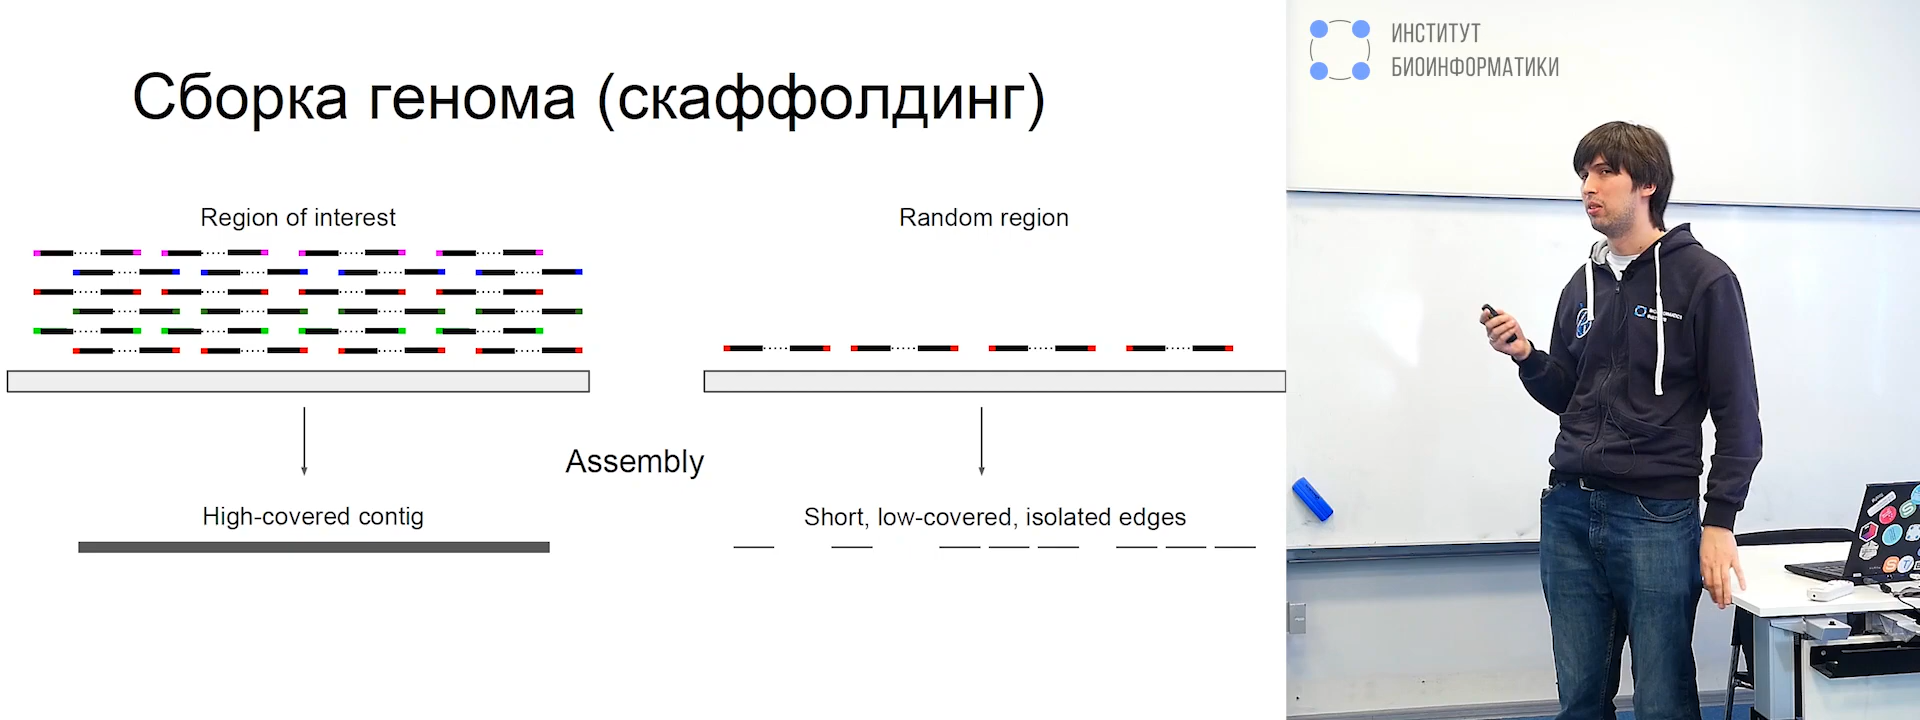 Сборка генома (скаффолдинг)
Region of interest
Random region
Assembly
High-covered contig
Short, low-covered, isolated edges
ИНСТИТУТ
БИОИНФОРМАТИКИ